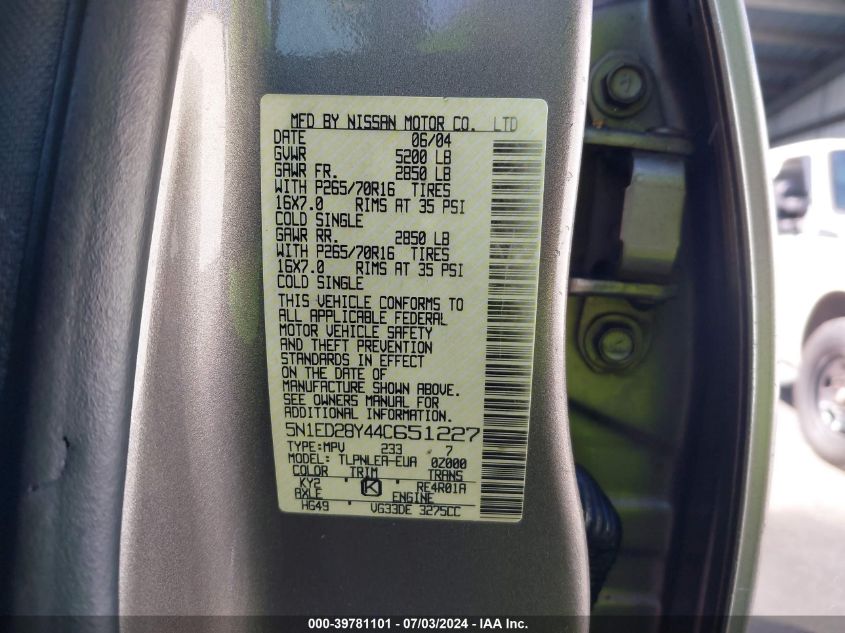 MFD BY NISSAN MOTOR CO. LTD
DATE 06/04
GVWR 5200 LB
GAWR FR. 2850 LB
WITH P265/70R16 TIRES
16X7.0 RIMS AT 35 PSI
COLD SINGLE
GAWR RR. 2850 LB
WITH P265/70R16 TIRES
16X7.0 RIMS AT 35 PSI
COLD SINGLE
THIS VEHICLE CONFORMS TO
ALL APPLICABLE FEDERAL
MOTOR VEHICLE SAFETY
AND THEFT PREVENTION
STANDARDS IN EFFECT
ON THE DATE OF
MANUFACTURE SHOWN ABOVE.
SEE OWNERS MANUAL FOR
ADDITIONAL INFORMATION.
5N1ED28Y44C651227
TYPE:MPV 233 7
MODEL: TLPNLEA-EUA 0Z000
COLOR TRIM TRANS
KY2 K RE4R01A
AXLE ENGINE
HG49 VG33DE 3275CC
000-39781101 - 07/03/2024 - IAA Inc.